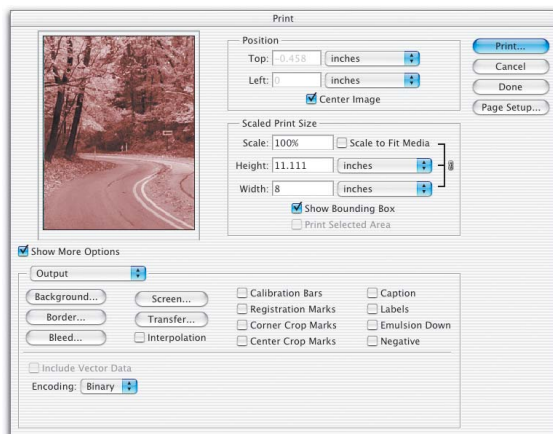 Print
Position
Top: -0.458 inches
Left: 0 inches
Center Image
Scaled Print Size
Scale: 100% Scale to Fit Media
Height: 11.111 inches
Width: 8 inches
Show Bounding Box
Print Selected Area
Print...
Cancel
Done
Page Setup...
Show More Options
Output
Background...
Border...
Bleed...
Screen...
Transfer...
Interpolation
Calibration Bars
Registration Marks
Corner Crop Marks
Center Crop Marks
Caption
Labels
Emulsion Down
Negative
Include Vector Data
Encoding: Binary